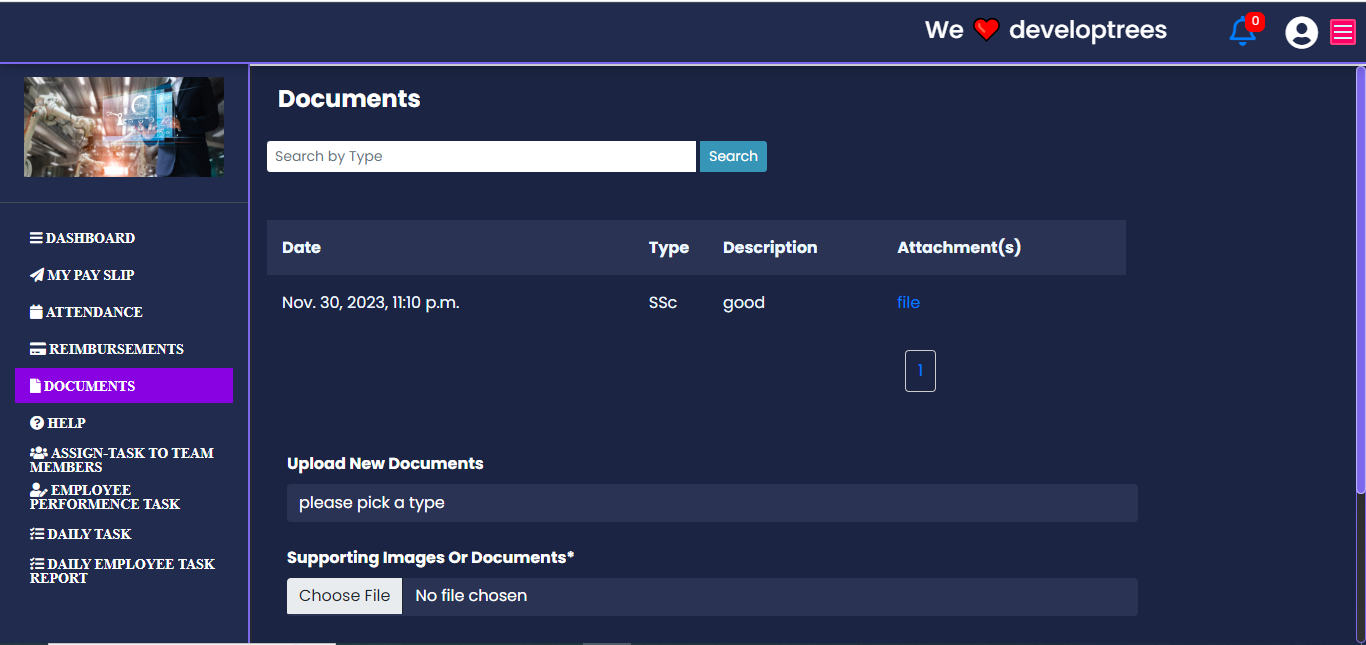 We ❤ developtrees
0
Documents
Search by Type
Search
DASHBOARD
MY PAY SLIP
ATTENDANCE
REIMBURSEMENTS
DOCUMENTS
HELP
ASSIGN-TASK TO TEAM
MEMBERS
EMPLOYEE
PERFORMENCE TASK
DAILY TASK
DAILY EMPLOYEE TASK
REPORT
Date Type Description Attachment(s)
Nov. 30, 2023, 11:10 p.m. SSc good file
1
Upload New Documents
please pick a type
Supporting Images Or Documents*
Choose File No file chosen